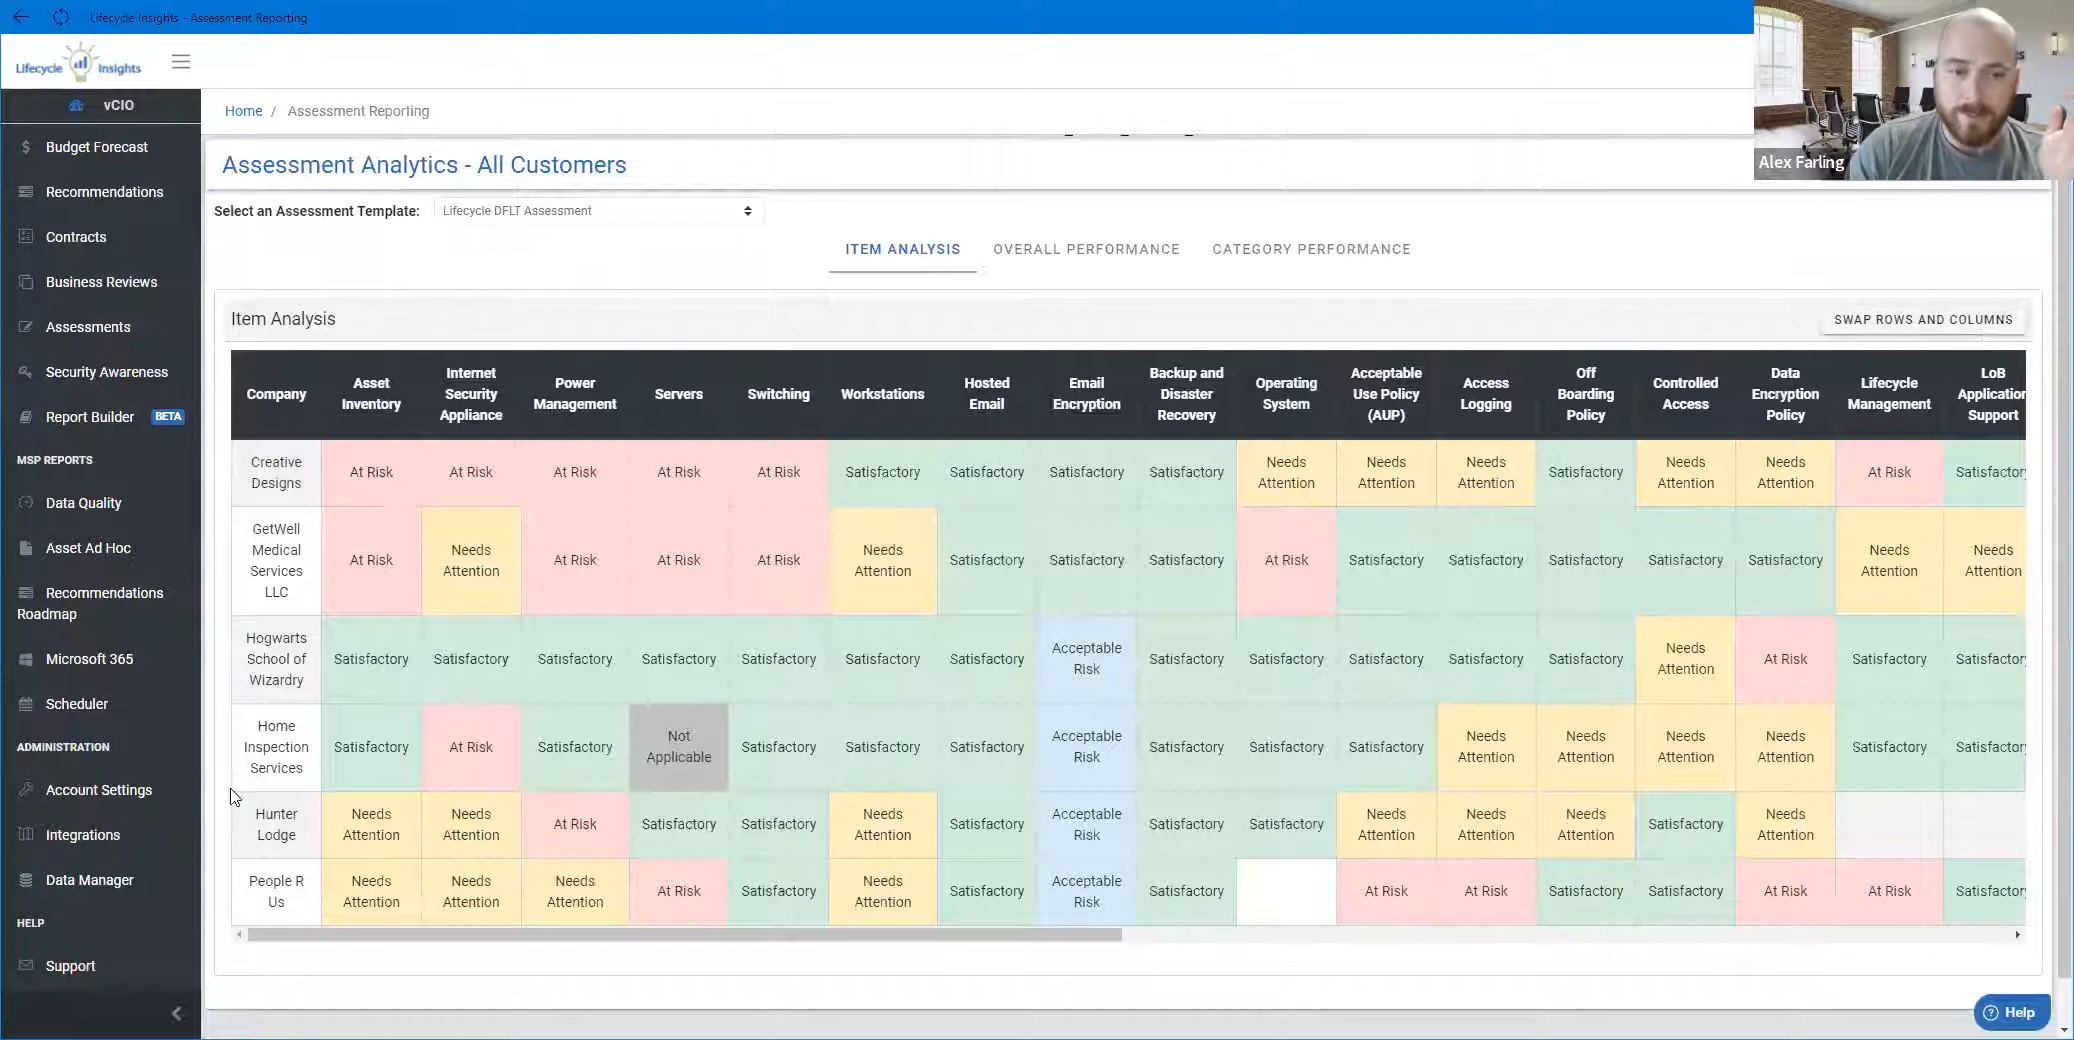 Lifecycle Insights - Assessment Reporting
Lifecycle Insights
vCIO
Budget Forecast
Recommendations
Contracts
Business Reviews
Assessments
Security Awareness
Report Builder BETA
MSP REPORTS
Data Quality
Asset Ad Hoc
Recommendations
Roadmap
Microsoft 365
Scheduler
ADMINISTRATION
Account Settings
Integrations
Data Manager
HELP
Support
Home / Assessment Reporting
Alex Farling
Assessment Analytics - All Customers
Select an Assessment Template: Lifecycle DFLT Assessment
ITEM ANALYSIS OVERALL PERFORMANCE CATEGORY PERFORMANCE
Item Analysis
SWAP ROWS AND COLUMNS
Company
Asset
Inventory
Internet
Security
Appliance
Power
Management
Servers
Switching
Workstations
Hosted
Email
Email
Encryption
Backup and
Disaster
Recovery
Operating
System
Acceptable
Use Policy
(AUP)
Access
Logging
Off
Boarding
Policy
Controlled
Access
Data
Encryption
Policy
Lifecycle
Management
LoB
Application
Support
Creative
Designs
At Risk
At Risk
At Risk
At Risk
At Risk
Satisfactory
Satisfactory
Satisfactory
Satisfactory
Needs
Attention
Needs
Attention
Needs
Attention
Satisfactory
Needs
Attention
Needs
Attention
At Risk
Satisfactory
GetWell
Medical
Services
LLC
At Risk
Needs
Attention
At Risk
At Risk
At Risk
Needs
Attention
Satisfactory
Satisfactory
Satisfactory
At Risk
Satisfactory
Satisfactory
Satisfactory
Satisfactory
Satisfactory
Needs
Attention
Needs
Attention
Hogwarts
School of
Wizardry
Satisfactory
Satisfactory
Satisfactory
Satisfactory
Satisfactory
Satisfactory
Satisfactory
Acceptable
Risk
Satisfactory
Satisfactory
Satisfactory
Satisfactory
Satisfactory
Needs
Attention
At Risk
Satisfactory
Satisfactory
Home
Inspection
Services
Satisfactory
At Risk
Satisfactory
Not
Applicable
Satisfactory
Satisfactory
Satisfactory
Acceptable
Risk
Satisfactory
Satisfactory
Satisfactory
Needs
Attention
Needs
Attention
Needs
Attention
Needs
Attention
Satisfactory
Satisfactory
Hunter
Lodge
Needs
Attention
Needs
Attention
At Risk
Satisfactory
Satisfactory
Needs
Attention
Satisfactory
Acceptable
Risk
Satisfactory
Satisfactory
Needs
Attention
Needs
Attention
Needs
Attention
Satisfactory
Needs
Attention
People R
Us
Needs
Attention
Needs
Attention
Needs
Attention
At Risk
Satisfactory
Needs
Attention
Satisfactory
Acceptable
Risk
Satisfactory
At Risk
At Risk
Satisfactory
Satisfactory
At Risk
At Risk
Satisfactory
Help